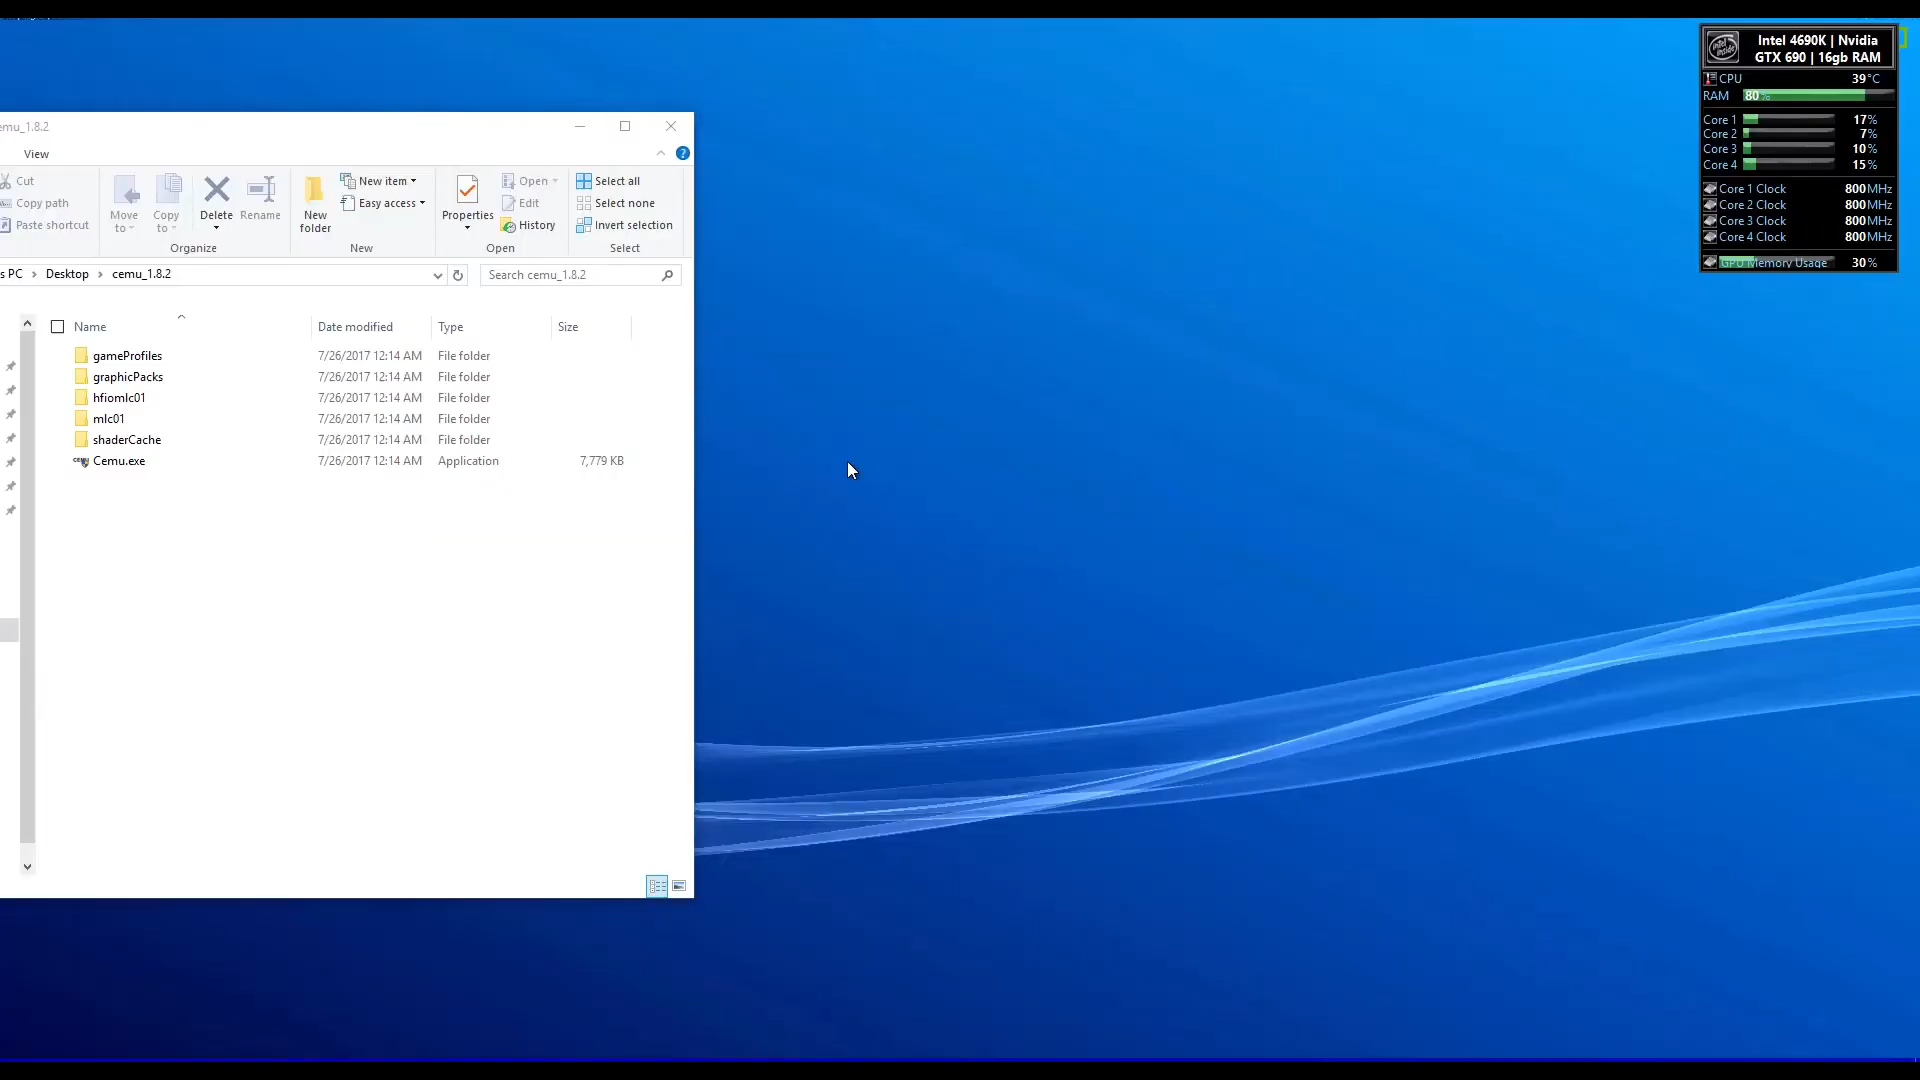 emu_1.8.2
View
Cut
Copy path
Paste shortcut
Move to
Copy to
Delete
Rename
Organize
New folder
New item
Easy access
New
Properties
Open
Edit
History
Open
Select all
Select none
Invert selection
Select
s PC > Desktop > cemu_1.8.2
Search cemu_1.8.2
Name Date modified Type Size
gameProfiles 7/26/2017 12:14 AM File folder
graphicPacks 7/26/2017 12:14 AM File folder
hfiomlc01 7/26/2017 12:14 AM File folder
mlc01 7/26/2017 12:14 AM File folder
shaderCache 7/26/2017 12:14 AM File folder
Cemu.exe 7/26/2017 12:14 AM Application 7,779 KB
Intel 4690K | Nvidia
GTX 690 | 16gb RAM
CPU 39°C
RAM 80%
Core 1 17%
Core 2 7%
Core 3 10%
Core 4 15%
Core 1 Clock 800MHz
Core 2 Clock 800MHz
Core 3 Clock 800MHz
Core 4 Clock 800MHz
GPU Memory Usage 30%